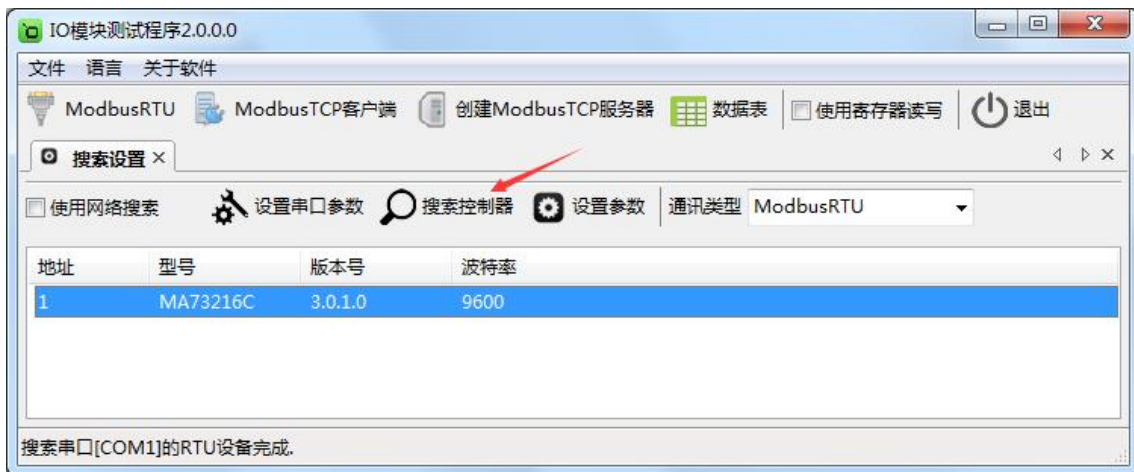 IO模块测试程序2.0.0.0
文件 语言 关于软件
ModbusRTU ModbusTCP客户端 创建ModbusTCP服务器 数据表 使用寄存器读写 退出
搜索设置
使用网络搜索 设置串口参数 搜索控制器 设置参数 通讯类型 ModbusRTU
地址 型号 版本号 波特率
1 MA73216C 3.0.1.0 9600
搜索串口[COM1]的RTU设备完成.